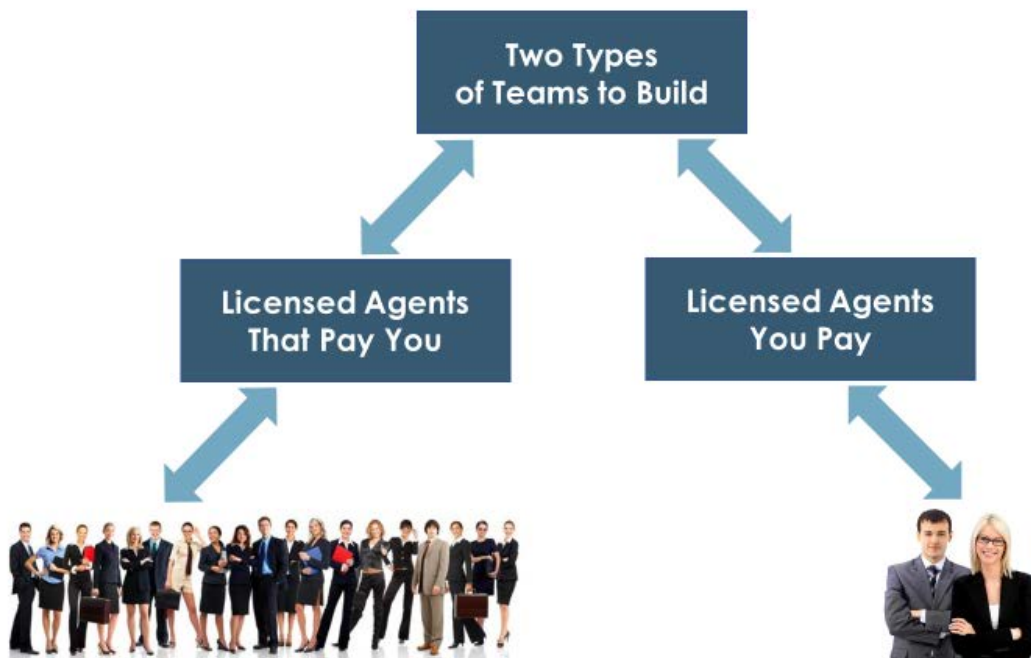 Two Types
of Teams to Build
Licensed Agents
That Pay You
Licensed Agents
You Pay